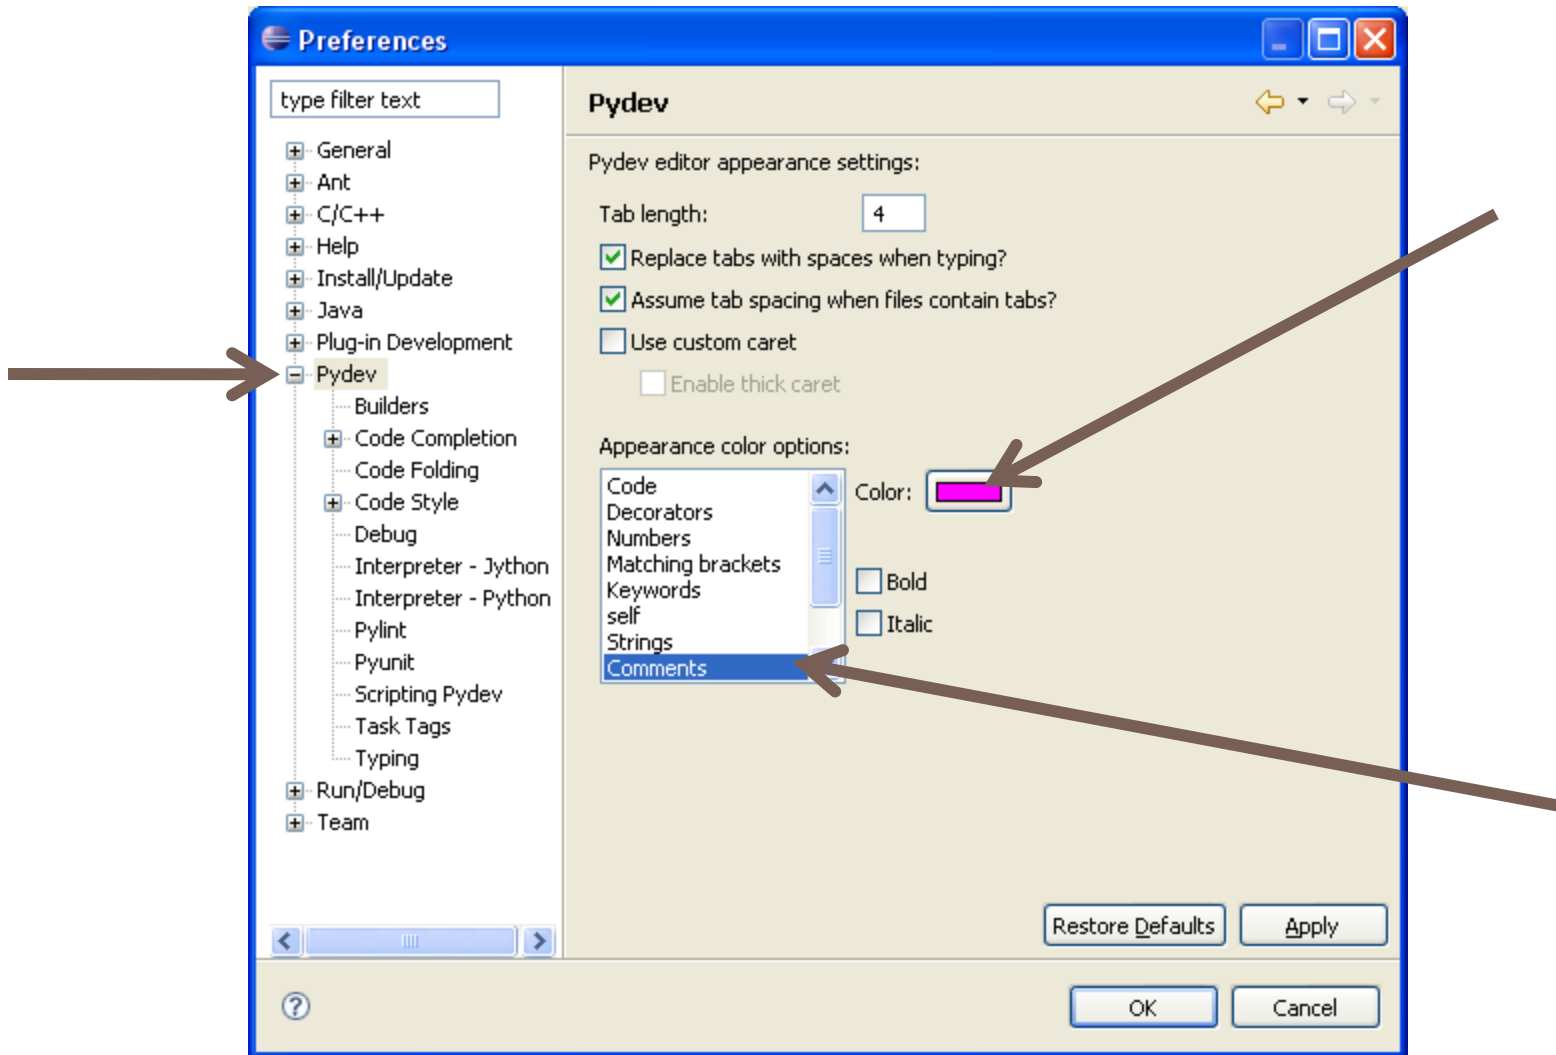 Preferences
type filter text
General
Ant
C/C++
Help
Install/Update
Java
Plug-in Development
Pydev
Builders
Code Completion
Code Folding
Code Style
Debug
Interpreter - Jython
Interpreter - Python
Pylint
Pyunit
Scripting Pydev
Task Tags
Typing
Run/Debug
Team
Pydev
Pydev editor appearance settings:
Tab length: 4
Replace tabs with spaces when typing?
Assume tab spacing when files contain tabs?
Use custom caret
Enable thick caret
Appearance color options:
Code
Decorators
Numbers
Matching brackets
Keywords
self
Strings
Comments
Color:
Bold
Italic
Restore Defaults Apply
OK Cancel